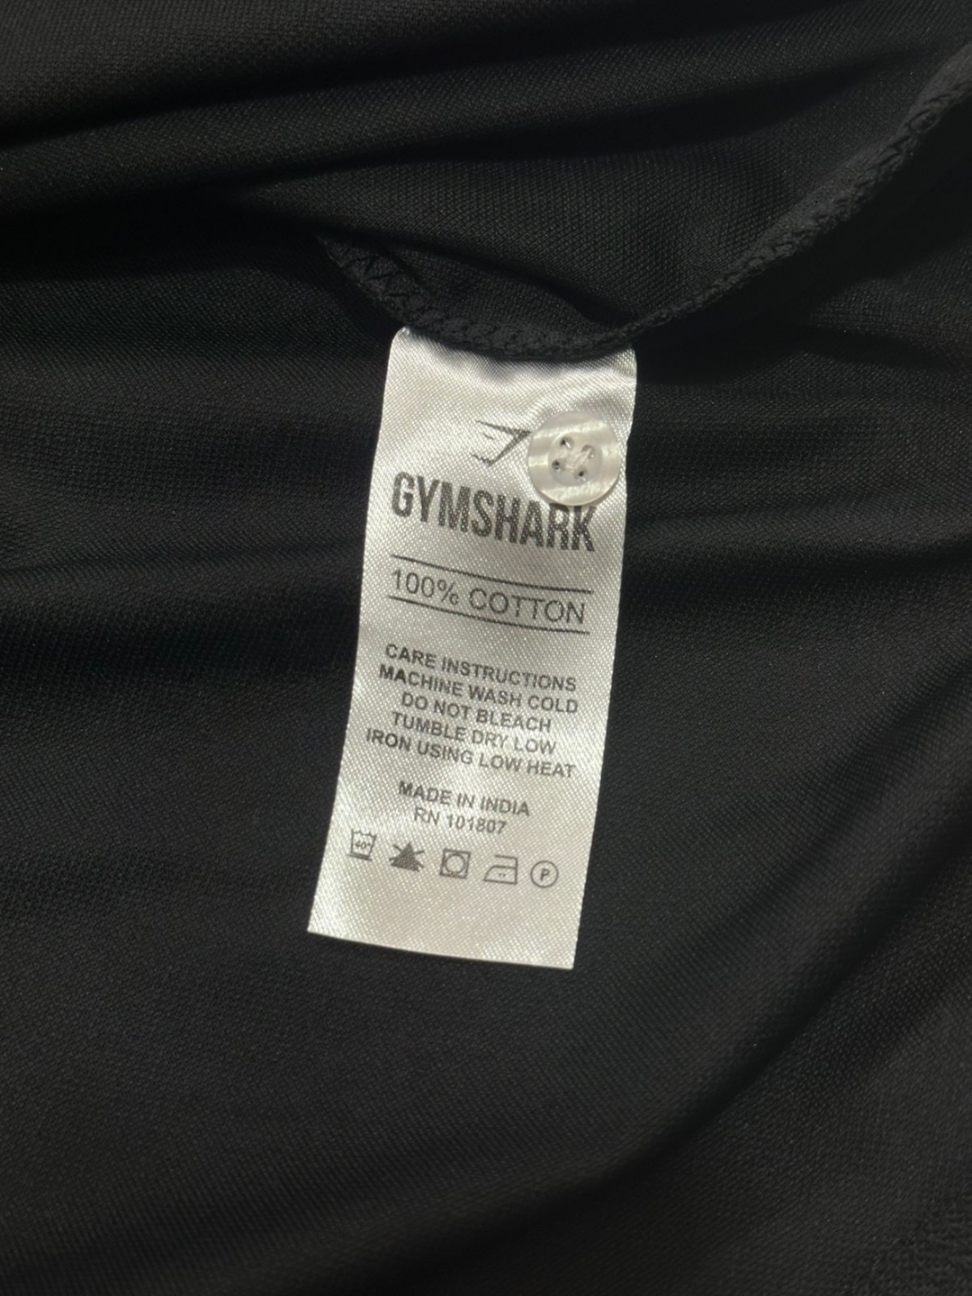 GYMSHARK
100% COTTON
CARE INSTRUCTIONS
MACHINE WASH COLD
DO NOT BLEACH
TUMBLE DRY LOW
IRON USING LOW HEAT
MADE IN INDIA
RN 101807
40°
P